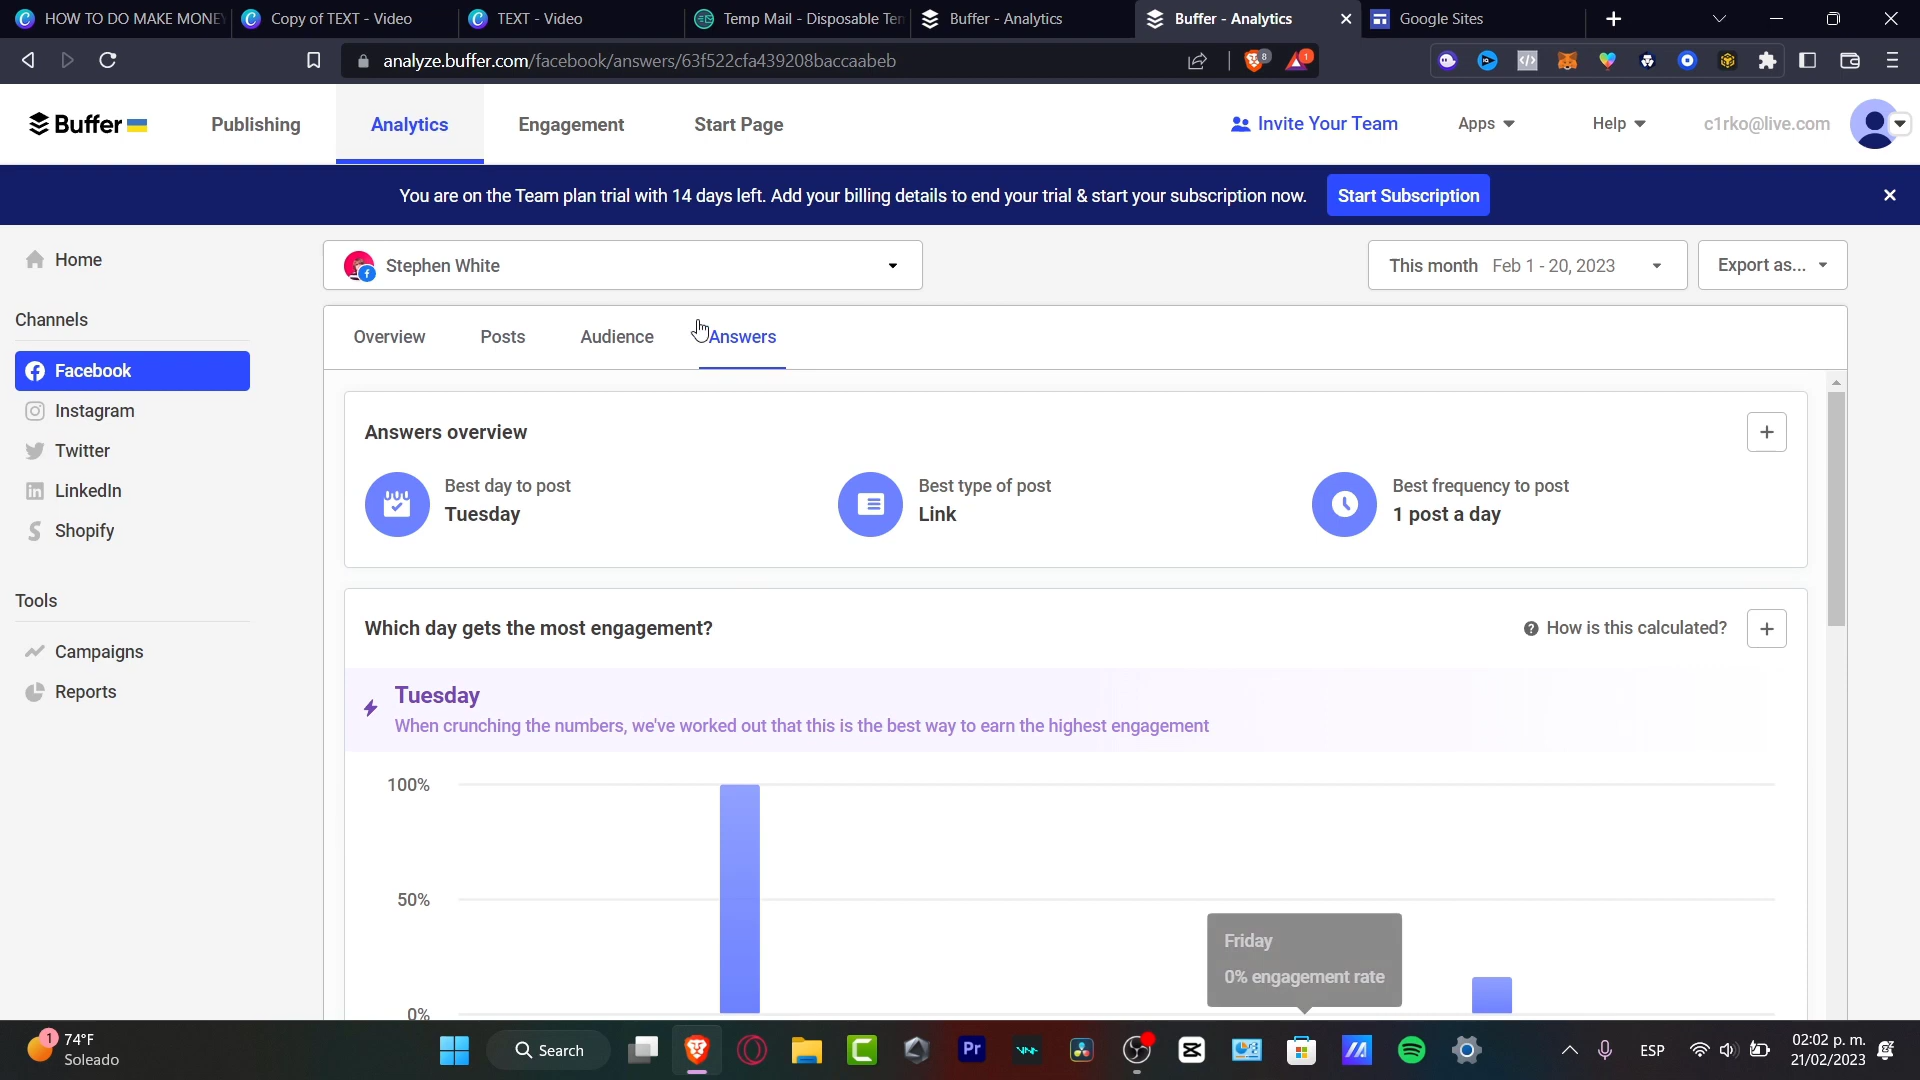 HOW TO DO MAKE MONEY
Copy of TEXT - Video
TEXT - Video
Temp Mail - Disposable Ten
Buffer - Analytics
Buffer - Analytics
Google Sites
analyze.buffer.com/facebook/answers/63f522cfa439208baccaabeb
8
1
Buffer
Publishing
Analytics
Engagement
Start Page
Invite Your Team
Apps
Help
c1rko@live.com
You are on the Team plan trial with 14 days left. Add your billing details to end your trial & start your subscription now.
Start Subscription
Home
Stephen White
This month Feb 1 - 20, 2023
Export as...
Channels
Overview
Posts
Audience
Answers
Facebook
Instagram
Twitter
LinkedIn
Shopify
Tools
Campaigns
Reports
Answers overview
Best day to post
Tuesday
Best type of post
Link
Best frequency to post
1 post a day
Which day gets the most engagement?
How is this calculated?
Tuesday
When crunching the numbers, we've worked out that this is the best way to earn the highest engagement
100%
50%
0%
Friday
0% engagement rate
1
74°F
Soleado
Search
Pr
ESP
02:02 p. m.
21/02/2023